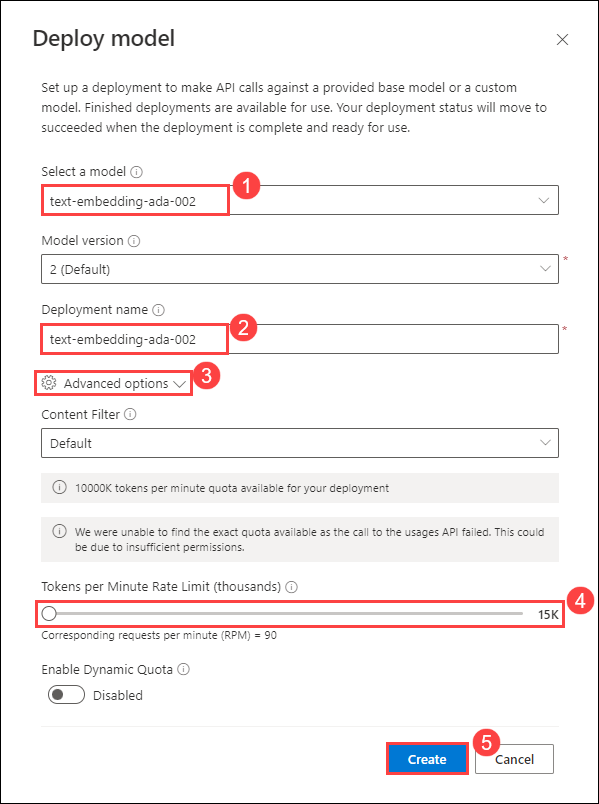 Deploy model
Set up a deployment to make API calls against a provided base model or a custom
model. Finished deployments are available for use. Your deployment status will move to
succeeded when the deployment is complete and ready for use.
Select a model
1
text-embedding-ada-002
Model version
2 (Default)
*
Deployment name
2
text-embedding-ada-002
*
Advanced options
3
Content Filter
Default
10000K tokens per minute quota available for your deployment
We were unable to find the exact quota available as the call to the usages API failed. This could
be due to insufficient permissions.
Tokens per Minute Rate Limit (thousands)
4
15K
Corresponding requests per minute (RPM) = 90
Enable Dynamic Quota
Disabled
5
Create
Cancel